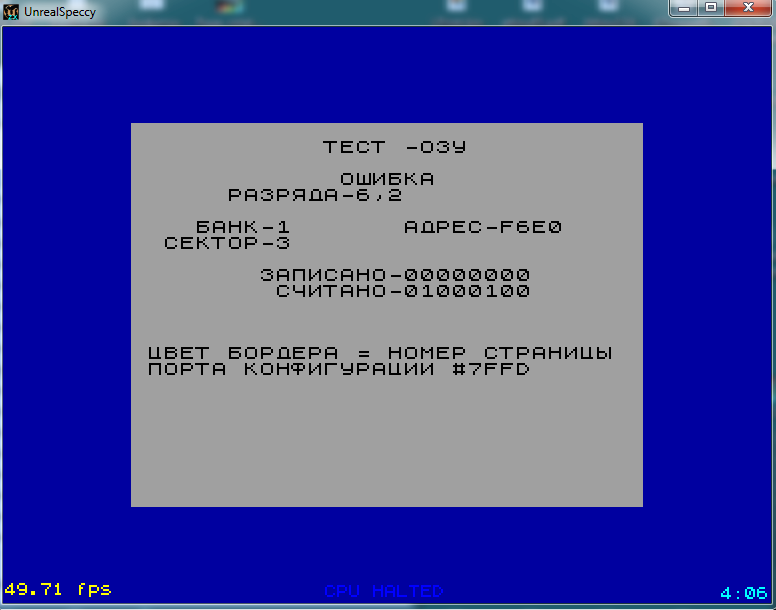 UnrealSpeccy
ТЕСТ -ОЗУ
ОШИБКА
РАЗРЯДА-6,2
БАНК-1 АДРЕС-F6E0
СЕКТОР-3
ЗАПИСАНО-00000000
СЧИТАНО-01000100
ЦВЕТ БОРДЕРА = НОМЕР СТРАНИЦЫ
ПОРТА КОНФИГУРАЦИИ #7FFD
49.71 fps CPU HALTED 4:06